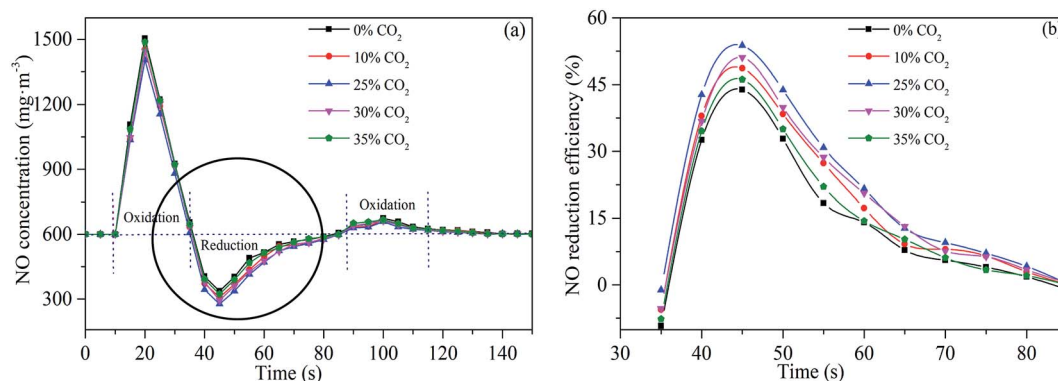 (a)
0% CO₂
10% CO₂
25% CO₂
30% CO₂
35% CO₂
Oxidation
Reduction
Oxidation
NO concentration (mg·m⁻³)
1500
1200
900
600
300
0 20 40 60 80 100 120 140
Time (s)
(b)
0% CO₂
10% CO₂
25% CO₂
30% CO₂
35% CO₂
NO reduction efficiency (%)
60
45
30
15
0
30 40 50 60 70 80
Time (s)